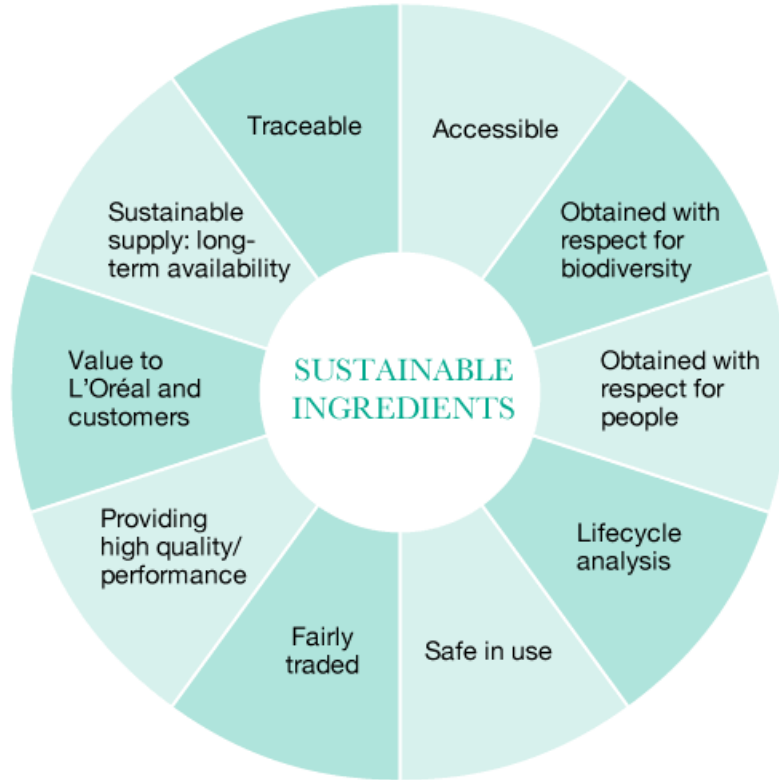 Traceable
Accessible
Obtained with
respect for
biodiversity
Obtained with
respect for
people
Lifecycle
analysis
Safe in use
Fairly
traded
Providing
high quality/
performance
Value to
L'Oréal and
customers
Sustainable
supply: long-
term availability
SUSTAINABLE
INGREDIENTS